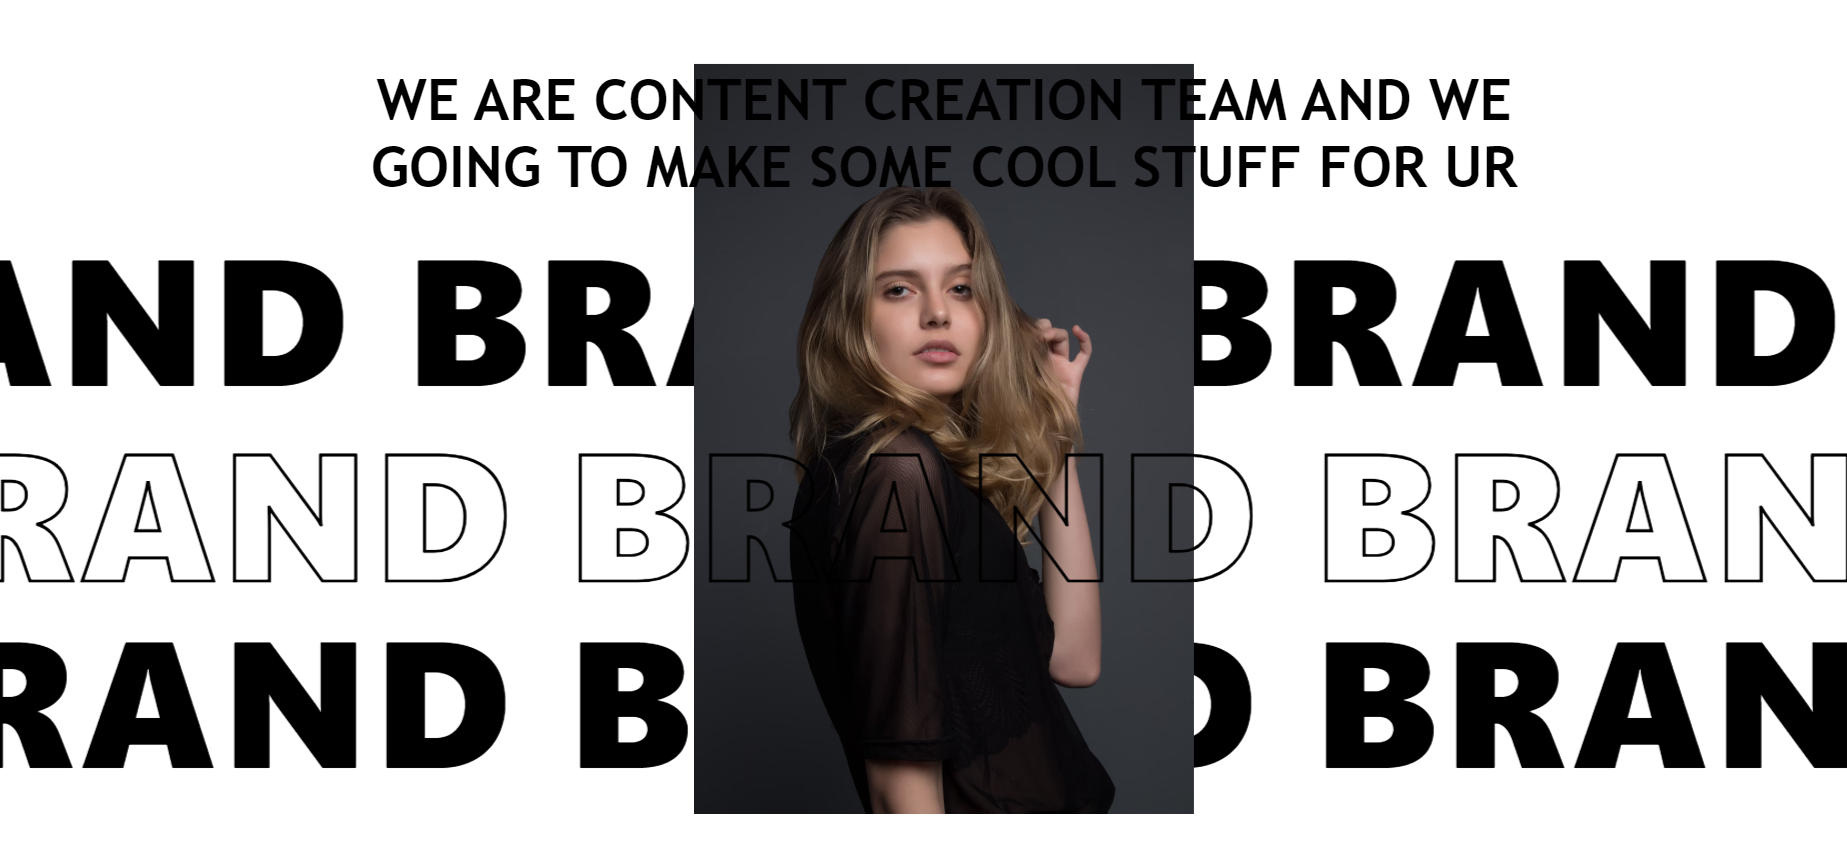 WE ARE CONTENT CREATION TEAM AND WE
GOING TO MAKE SOME COOL STUFF FOR UR
AND BRA BRAND
RAND BRAND BRAN
RAND B D BRAN